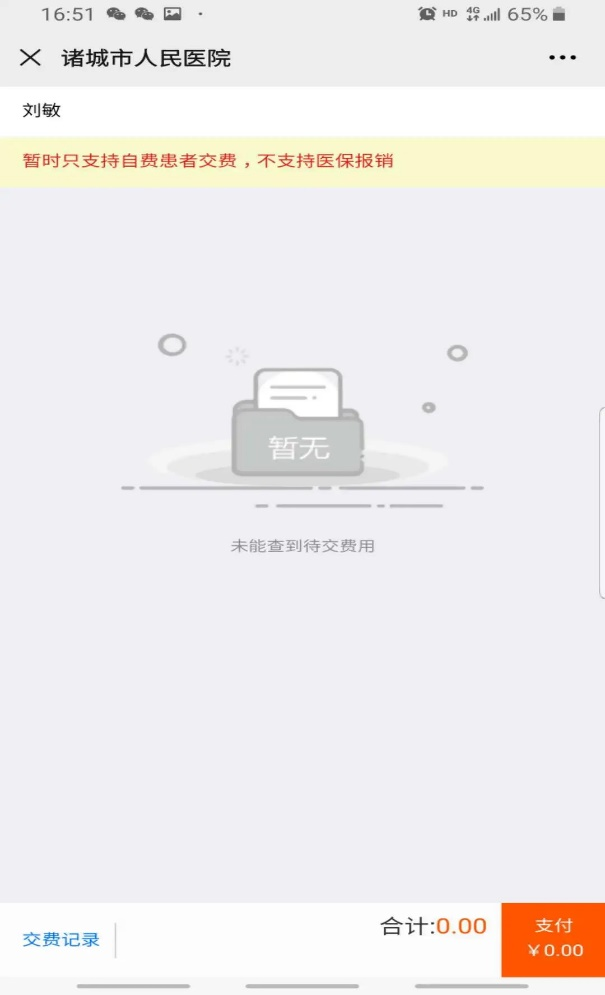 16:51 HD 4G 65%
诸城市人民医院
刘敏
暂时只支持自费患者交费，不支持医保报销
暂无
未能查到待交费用
交费记录
合计:0.00
支付
￥0.00